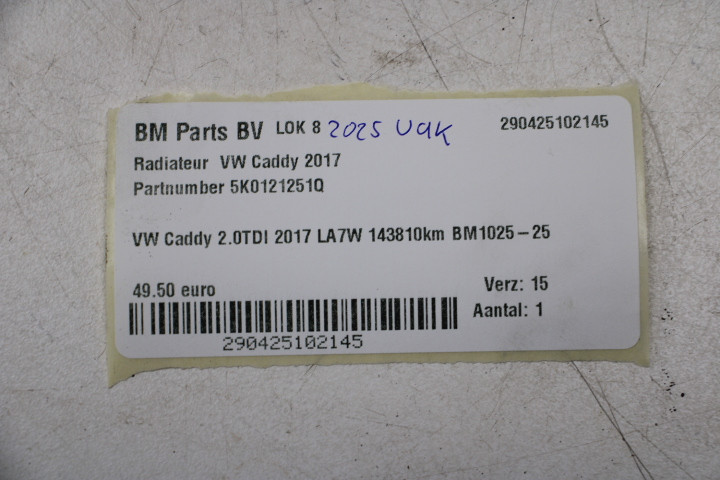 BM Parts BV LOK 8 2025 Vak 290425102145
Radiateur VW Caddy 2017
Partnumber 5K0121251Q
VW Caddy 2.0TDI 2017 LA7W 143810km BM1025-25
49.50 euro Verz: 15
Aantal: 1
290425102145